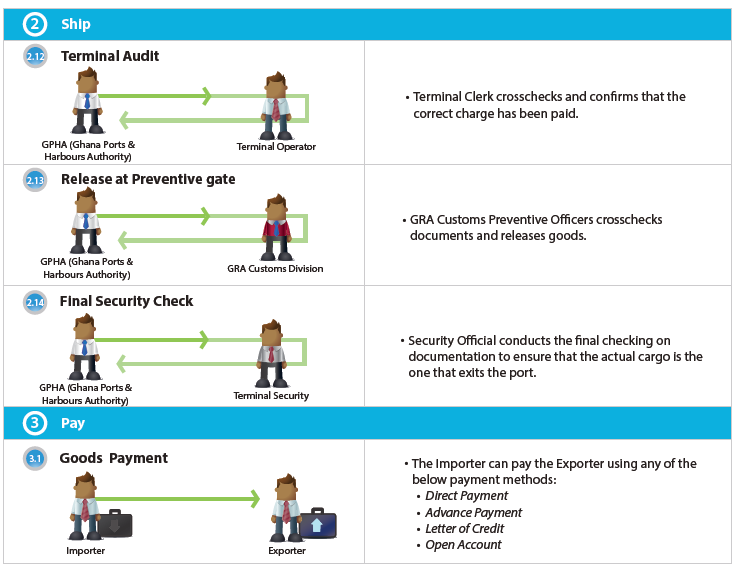 2 Ship
2.12 Terminal Audit
GPHA (Ghana Ports &
Harbours Authority)
Terminal Operator
• Terminal Clerk crosschecks and confirms that the
correct charge has been paid.
2.13 Release at Preventive gate
GPHA (Ghana Ports &
Harbours Authority)
GRA Customs Division
• GRA Customs Preventive Officers crosschecks
documents and releases goods.
2.14 Final Security Check
GPHA (Ghana Ports &
Harbours Authority)
Terminal Security
• Security Official conducts the final checking on
documentation to ensure that the actual cargo is the
one that exits the port.
3 Pay
3.1 Goods Payment
Importer
Exporter
• The Importer can pay the Exporter using any of the
below payment methods:
• Direct Payment
• Advance Payment
• Letter of Credit
• Open Account